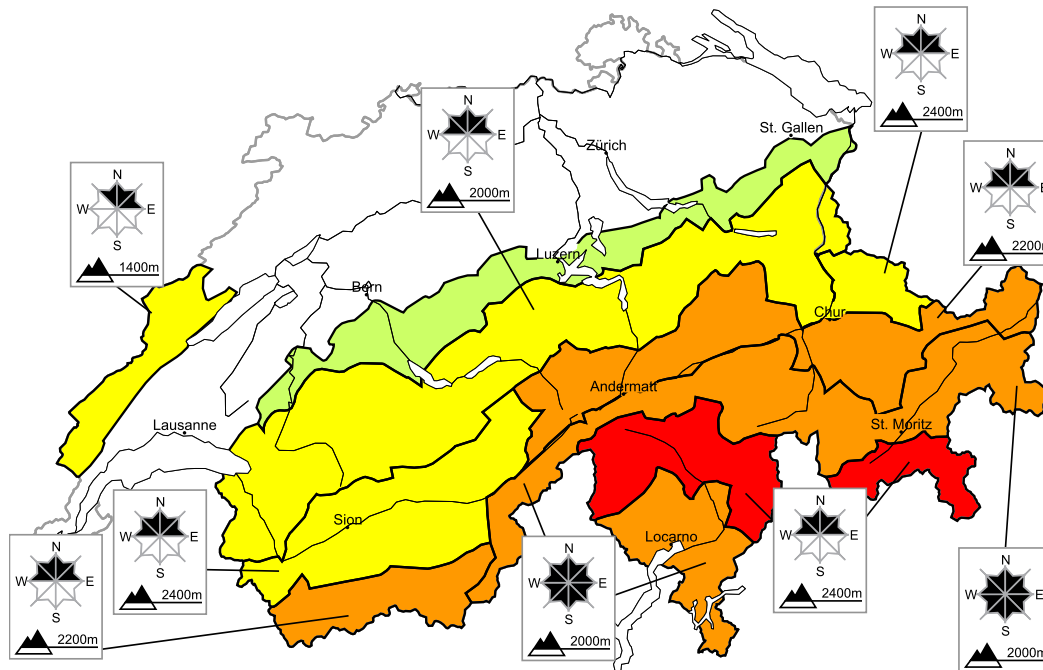 N
W E
S
2400m
N
W E
S
2000m
St. Gallen
Zürich
N
W E
S
2200m
N
W E
S
1400m
Luzern
Bern
Chur
Andermatt
Lausanne
St. Moritz
N
W E
S
2400m
Sion
N
W E
S
2400m
Locarno
N
W E
S
2200m
N
W E
S
2000m
N
W E
S
2000m